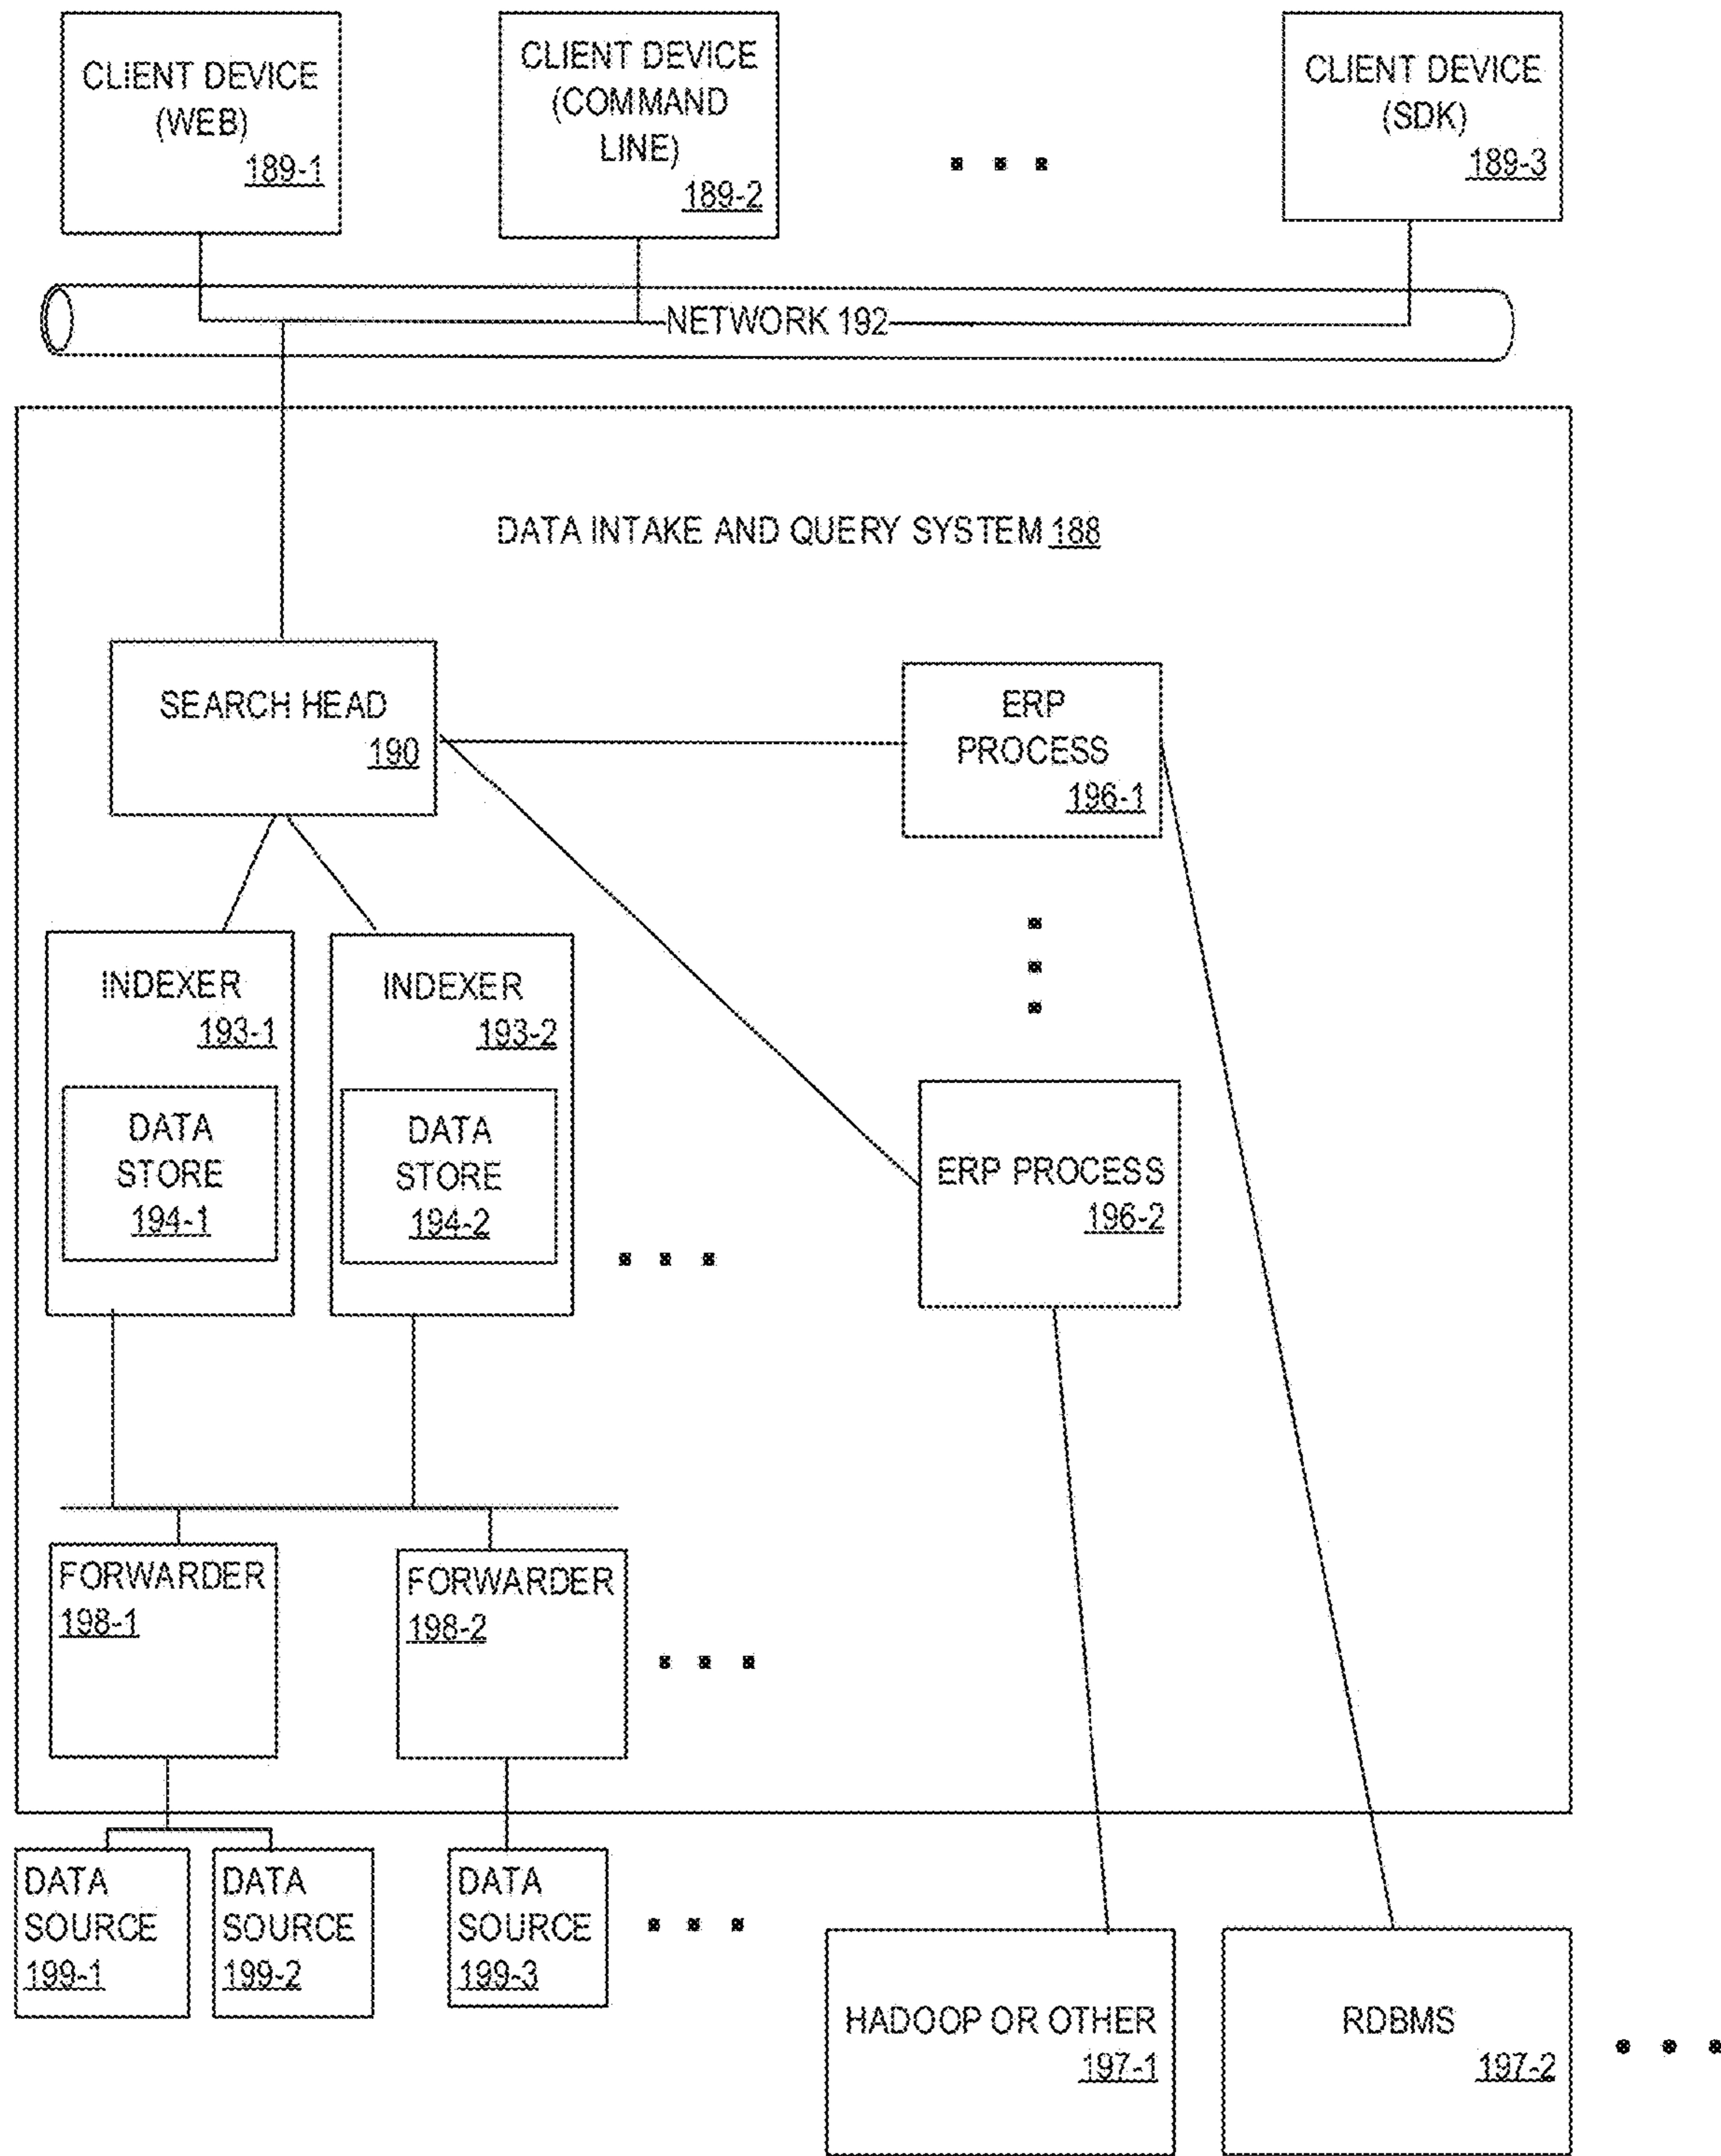 CLIENT DEVICE
(WEB)
189-1
CLIENT DEVICE
(COMMAND
LINE)
189-2
CLIENT DEVICE
(SDK)
189-3
NETWORK 192
DATA INTAKE AND QUERY SYSTEM 188
SEARCH HEAD
190
ERP
PROCESS
196-1
INDEXER
193-1
DATA
STORE
194-1
INDEXER
193-2
DATA
STORE
194-2
ERP PROCESS
196-2
FORWARDER
198-1
FORWARDER
198-2
DATA
SOURCE
199-1
DATA
SOURCE
199-2
DATA
SOURCE
199-3
HADOOP OR OTHER
197-1
RDBMS
197-2